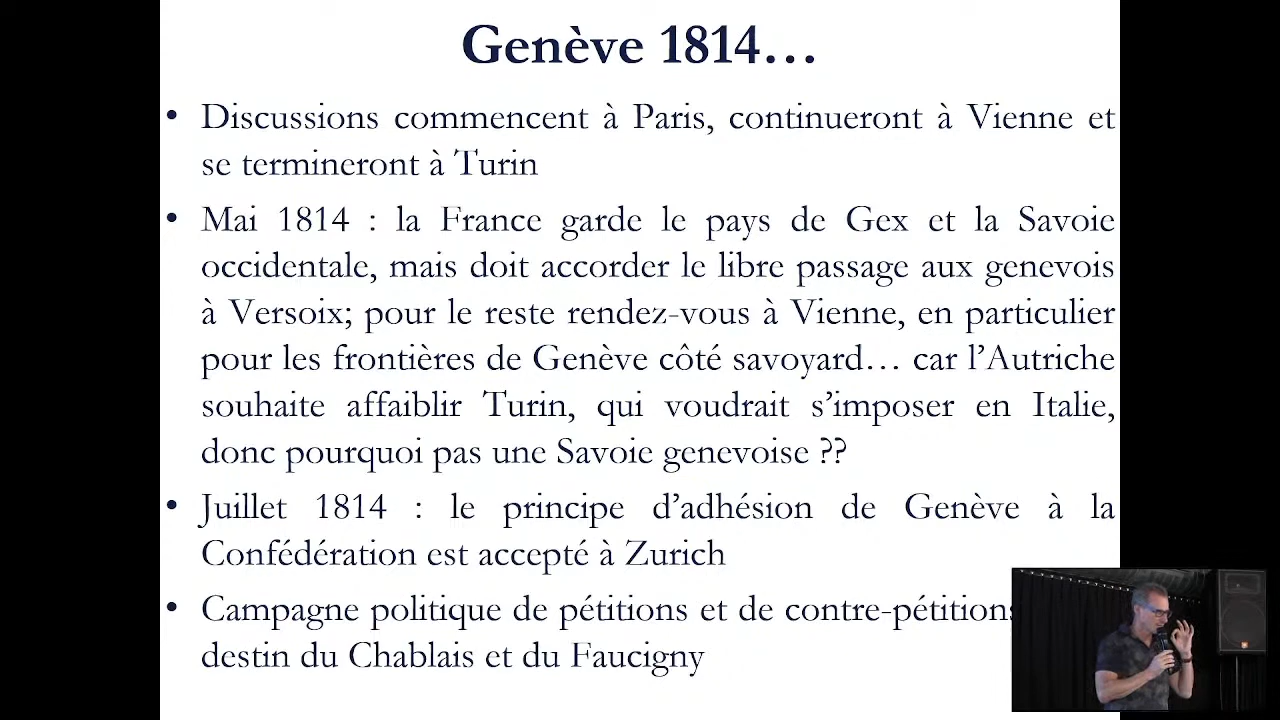 Genève 1814…
• Discussions commencent à Paris, continueront à Vienne et
se termineront à Turin
• Mai 1814 : la France garde le pays de Gex et la Savoie
occidentale, mais doit accorder le libre passage aux genevois
à Versoix; pour le reste rendez-vous à Vienne, en particulier
pour les frontières de Genève côté savoyard… car l’Autriche
souhaite affaiblir Turin, qui voudrait s’imposer en Italie,
donc pourquoi pas une Savoie genevoise ??
• Juillet 1814 : le principe d’adhésion de Genève à la
Confédération est accepté à Zurich
• Campagne politique de pétitions et de contre-pétitions
destin du Chablais et du Faucigny